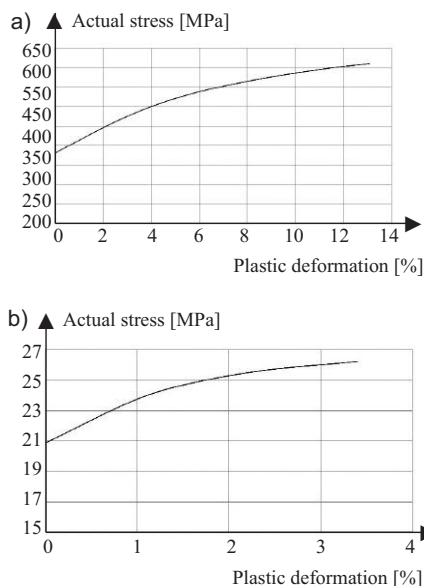 a)
Actual stress [MPa]
650
600
550
450
400
350
300
250
200
0 2 4 6 8 10 12 14
Plastic deformation [%]
b)
Actual stress [MPa]
27
25
23
21
19
17
15
0 1 2 3 4
Plastic deformation [%]